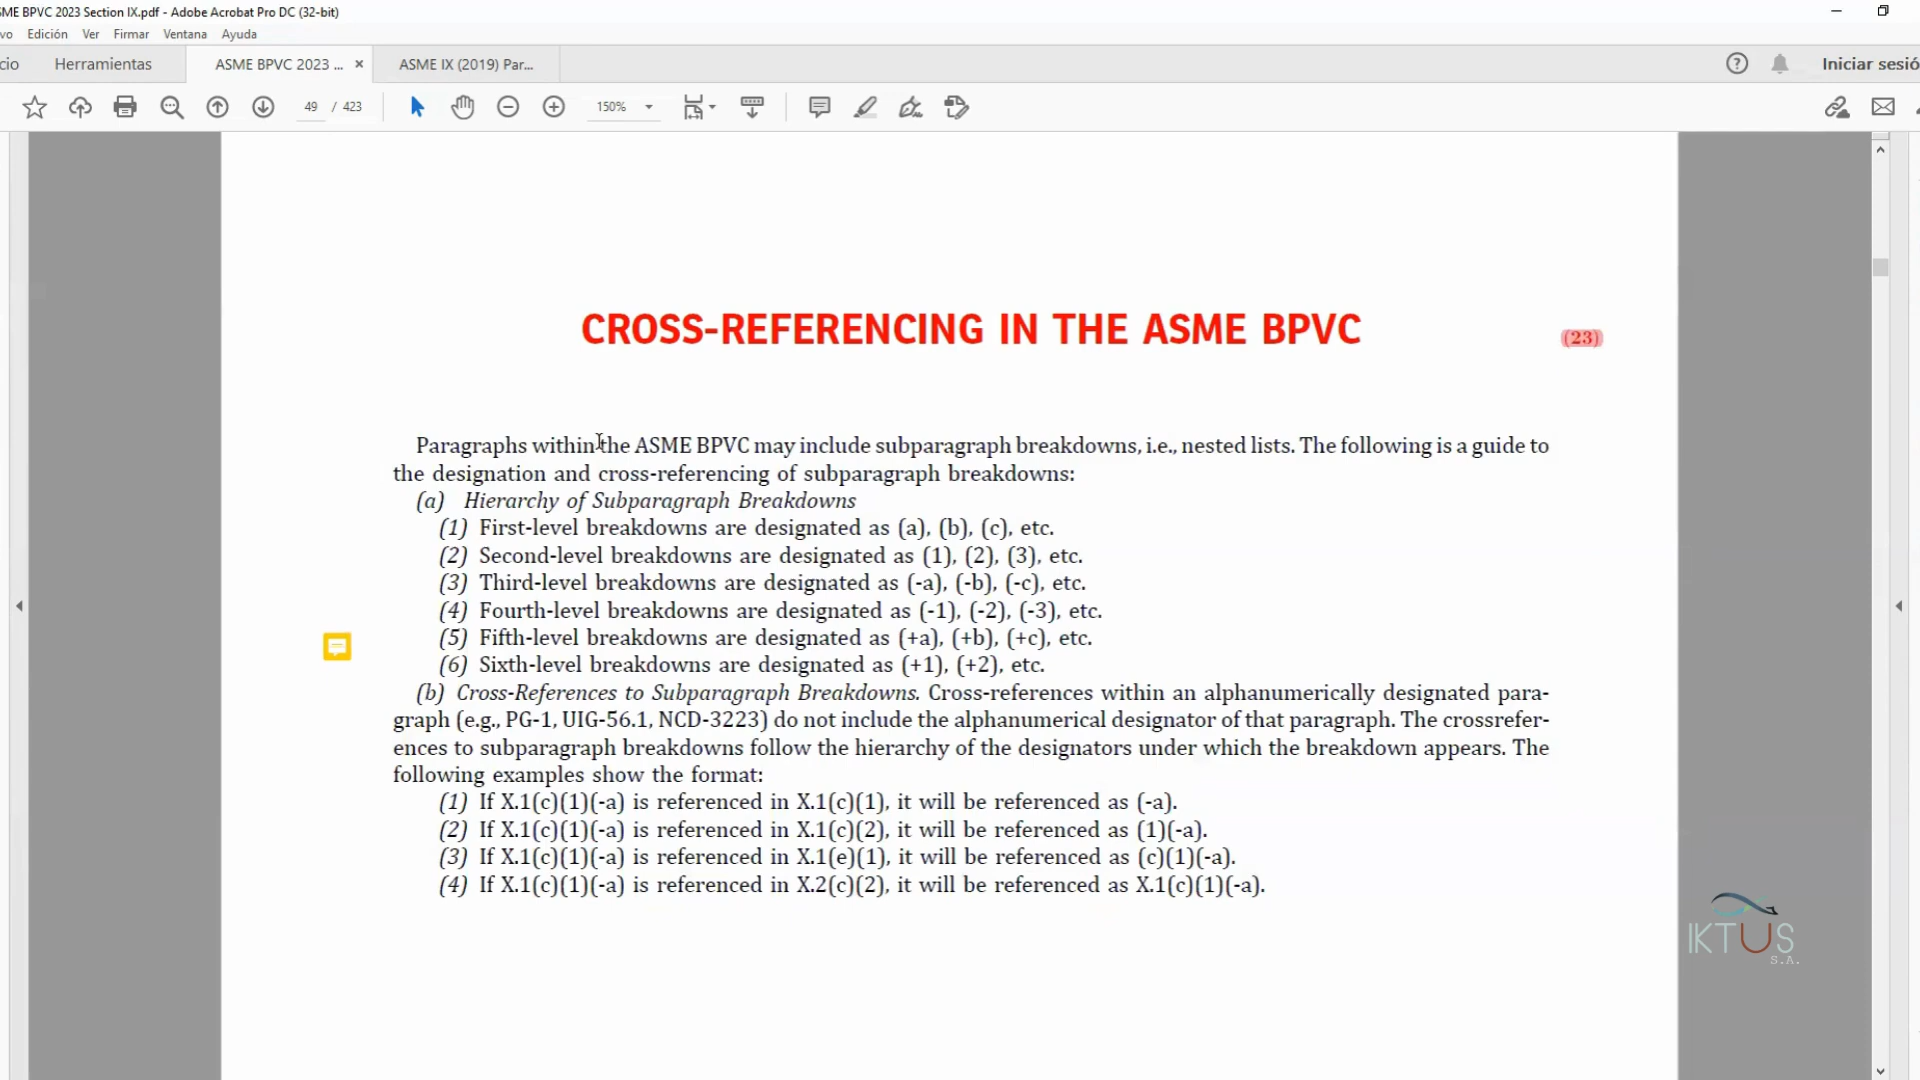 SME BPVC 2023 Section IX.pdf - Adobe Acrobat Pro DC (32-bit)
vo Edición Ver Firmar Ventana Ayuda
cio Herramientas ASME BPVC 2023 ... × ASME IX (2019) Par... Iniciar sesió
49 / 423 150%
CROSS-REFERENCING IN THE ASME BPVC (23)
Paragraphs within the ASME BPVC may include subparagraph breakdowns, i.e., nested lists. The following is a guide to
the designation and cross-referencing of subparagraph breakdowns:
(a) Hierarchy of Subparagraph Breakdowns
(1) First-level breakdowns are designated as (a), (b), (c), etc.
(2) Second-level breakdowns are designated as (1), (2), (3), etc.
(3) Third-level breakdowns are designated as (-a), (-b), (-c), etc.
(4) Fourth-level breakdowns are designated as (-1), (-2), (-3), etc.
(5) Fifth-level breakdowns are designated as (+a), (+b), (+c), etc.
(6) Sixth-level breakdowns are designated as (+1), (+2), etc.
(b) Cross-References to Subparagraph Breakdowns. Cross-references within an alphanumerically designated para-
graph (e.g., PG-1, UIG-56.1, NCD-3223) do not include the alphanumerical designator of that paragraph. The crossrefer-
ences to subparagraph breakdowns follow the hierarchy of the designators under which the breakdown appears. The
following examples show the format:
(1) If X.1(c)(1)(-a) is referenced in X.1(c)(1), it will be referenced as (-a).
(2) If X.1(c)(1)(-a) is referenced in X.1(c)(2), it will be referenced as (1)(-a).
(3) If X.1(c)(1)(-a) is referenced in X.1(e)(1), it will be referenced as (c)(1)(-a).
(4) If X.1(c)(1)(-a) is referenced in X.2(c)(2), it will be referenced as X.1(c)(1)(-a).
IKTUS
S.A.